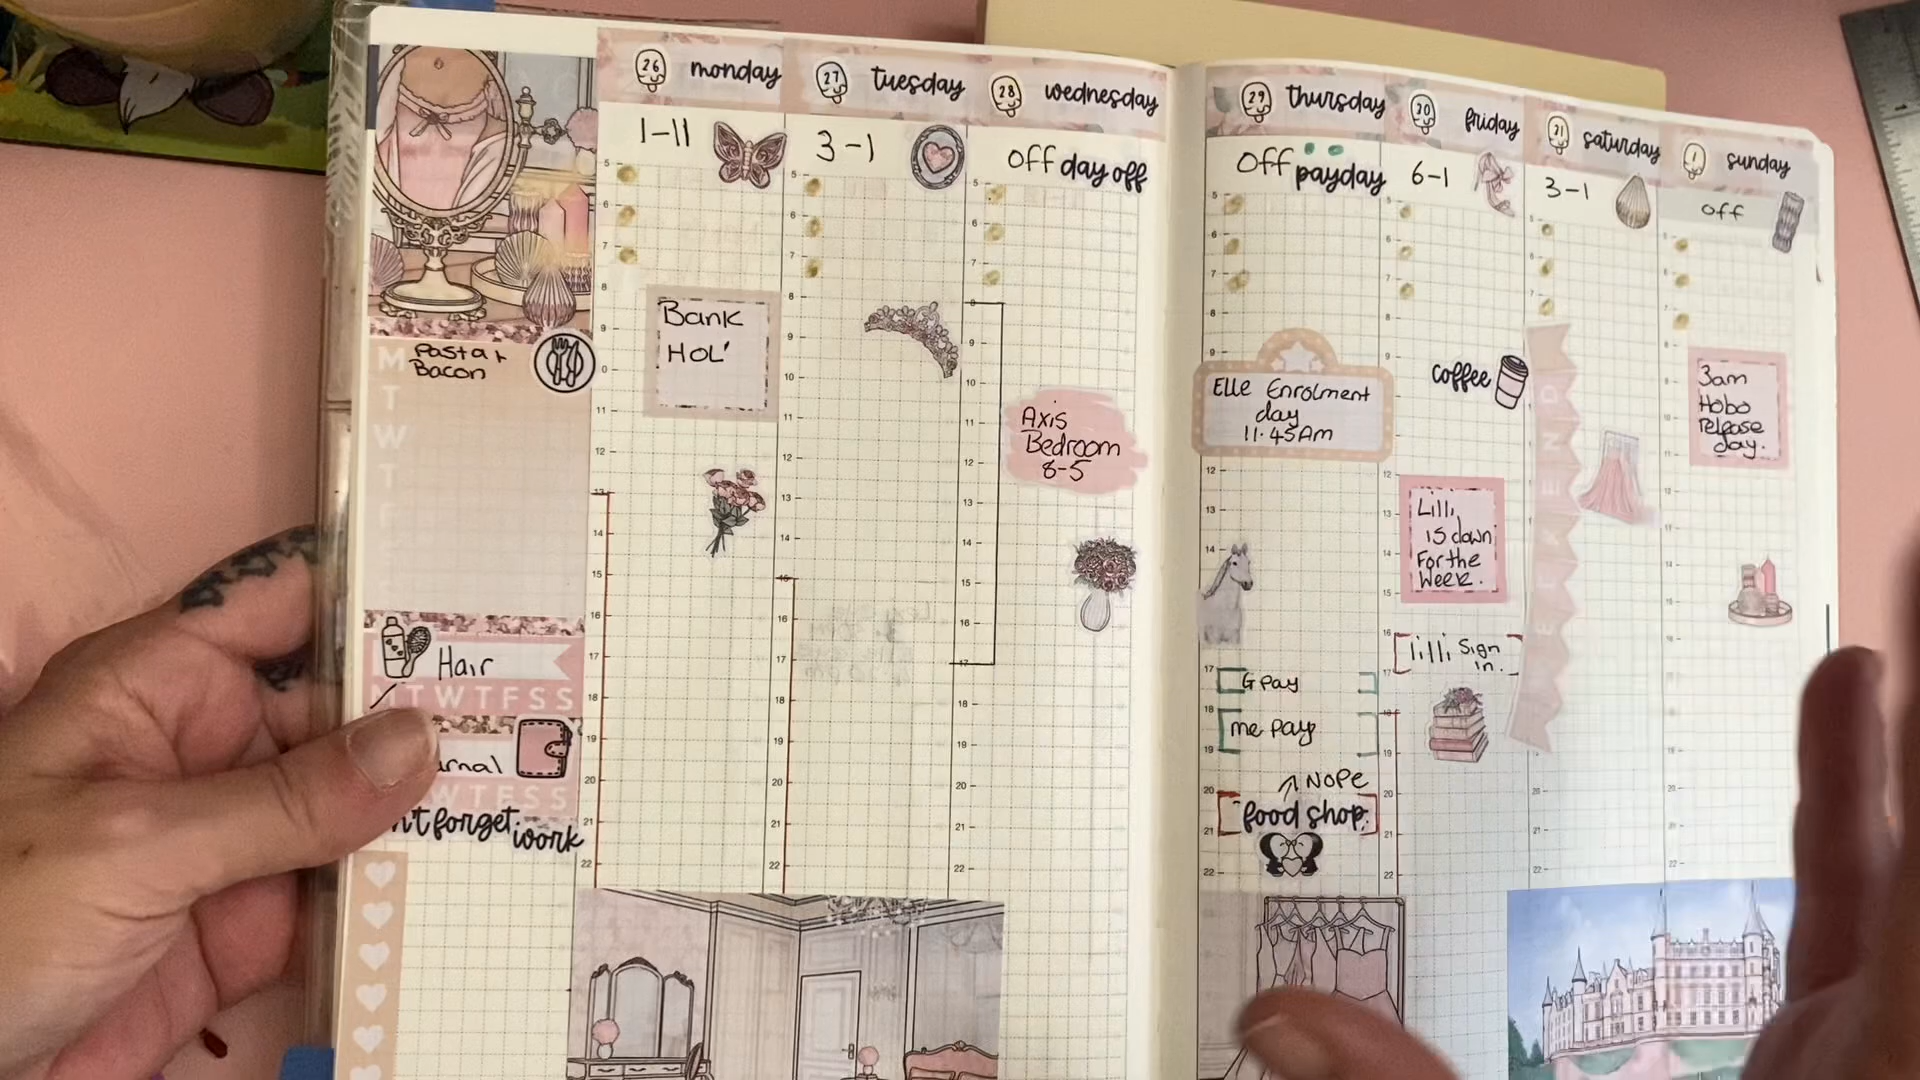 26 monday
27 tuesday
28 wednesday
29 thursday
30 friday
31 saturday
1 sunday
1-11
3-1
off day off
off payday
6-1
3-1
off
Pasta +
Bacon
M
T
W
T
F
Hair
M T W T F S S
W T F S S
work
Bank
HOL'
Axis
Bedroom
8-5
Elle Enrolment
day
11.45Am
G pay
me pay
NOPE
food shop
coffee
Lilli
is down
For the
Week.
lilli Sign
in.
3am
Hobo
release
day.